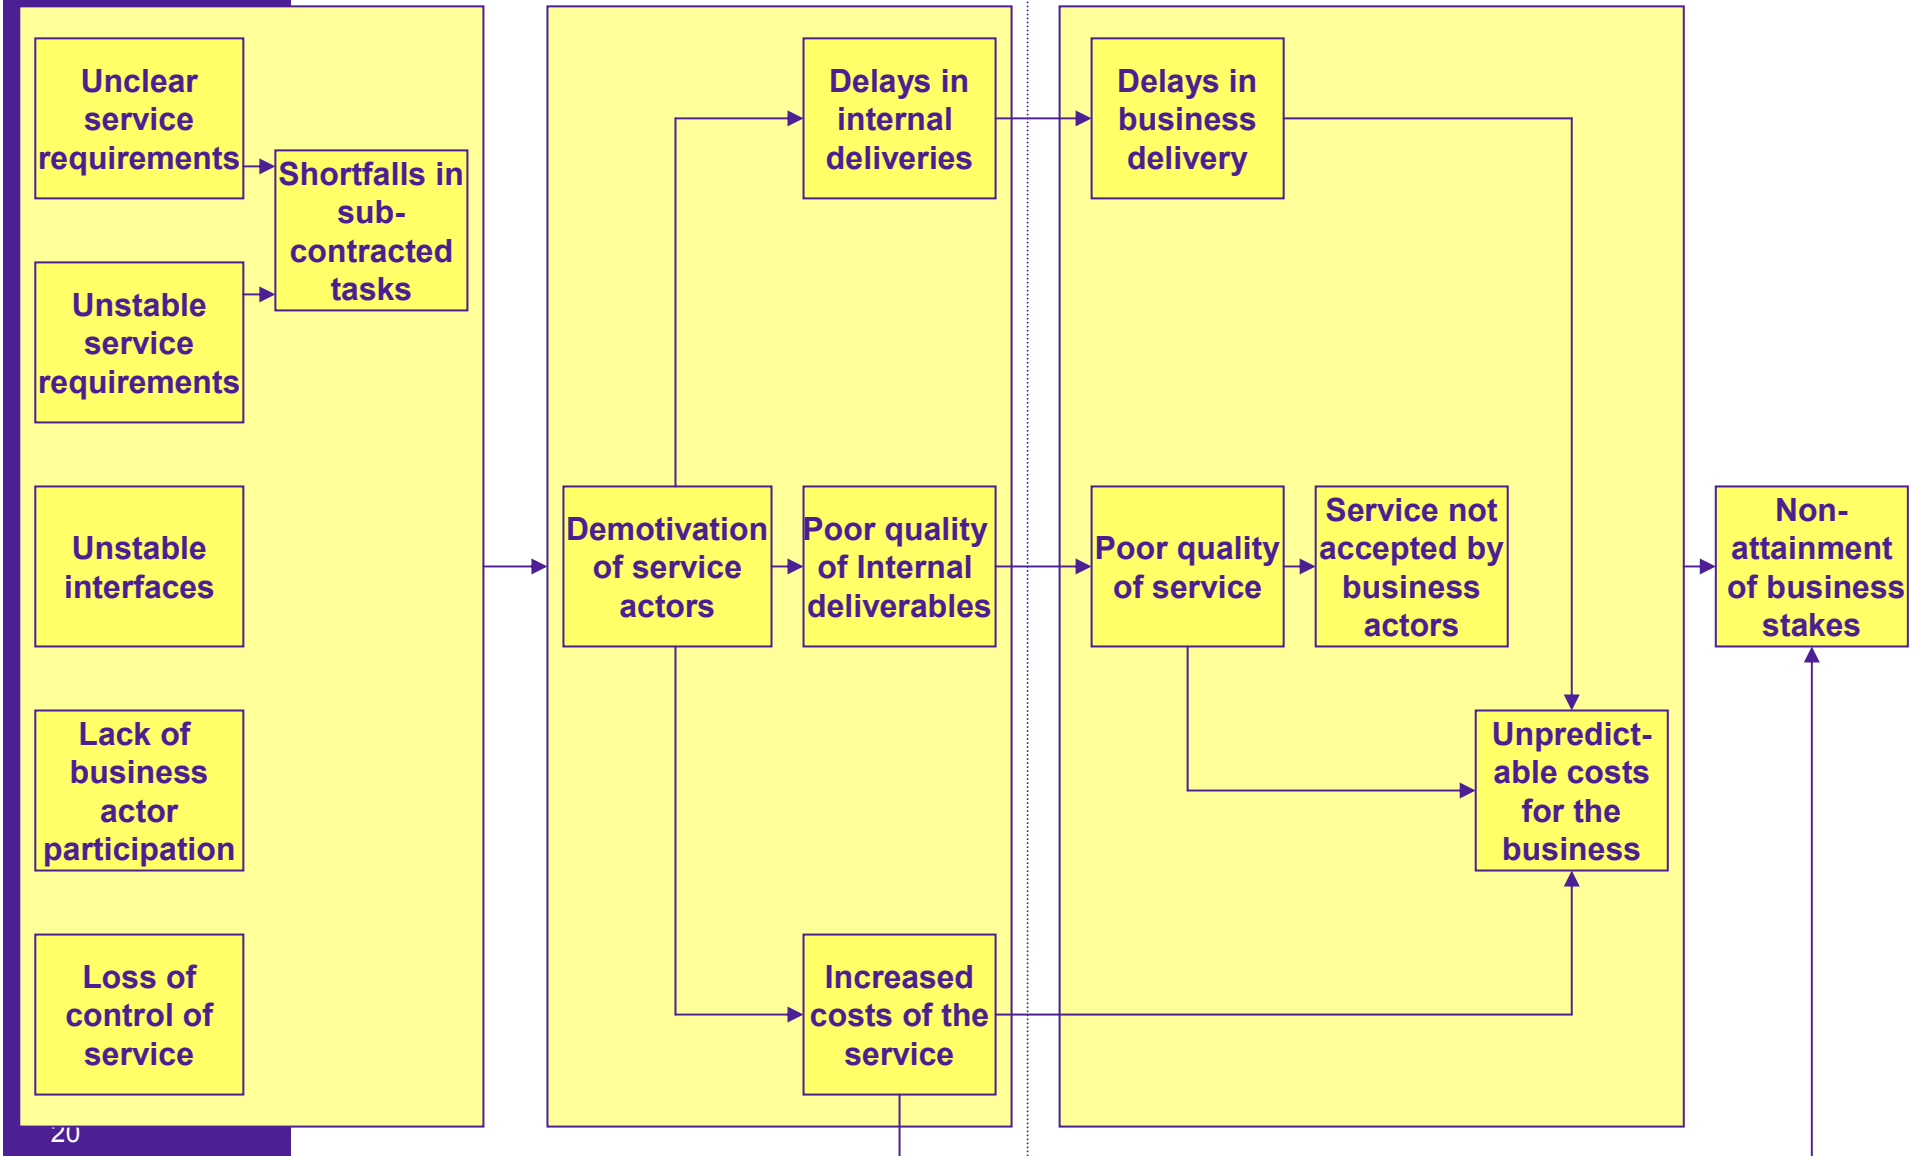 Unclear
service
requirements
Shortfalls in
sub-
contracted
tasks
Unstable
service
requirements
Unstable
interfaces
Lack of
business
actor
participation
Loss of
control of
service
Delays in
internal
deliveries
Demotivation
of service
actors
Poor quality
of Internal
deliverables
Increased
costs of the
service
Delays in
business
delivery
Poor quality
of service
Service not
accepted by
business
actors
Unpredict-
able costs
for the
business
Non-
attainment
of business
stakes
20